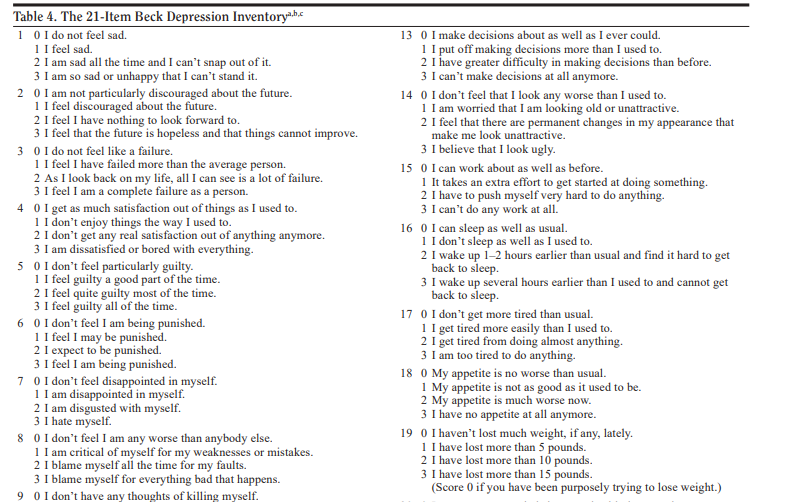 Table 4. The 21-Item Beck Depression Inventorya,b,c
1 0 I do not feel sad.
1 I feel sad.
2 I am sad all the time and I can't snap out of it.
3 I am so sad or unhappy that I can't stand it.
2 0 I am not particularly discouraged about the future.
1 I feel discouraged about the future.
2 I feel I have nothing to look forward to.
3 I feel that the future is hopeless and that things cannot improve.
3 0 I do not feel like a failure.
1 I feel I have failed more than the average person.
2 As I look back on my life, all I can see is a lot of failure.
3 I feel I am a complete failure as a person.
4 0 I get as much satisfaction out of things as I used to.
1 I don't enjoy things the way I used to.
2 I don't get any real satisfaction out of anything anymore.
3 I am dissatisfied or bored with everything.
5 0 I don't feel particularly guilty.
1 I feel guilty a good part of the time.
2 I feel quite guilty most of the time.
3 I feel guilty all of the time.
6 0 I don't feel I am being punished.
1 I feel I may be punished.
2 I expect to be punished.
3 I feel I am being punished.
7 0 I don't feel disappointed in myself.
1 I am disappointed in myself.
2 I am disgusted with myself.
3 I hate myself.
8 0 I don't feel I am any worse than anybody else.
1 I am critical of myself for my weaknesses or mistakes.
2 I blame myself all the time for my faults.
3 I blame myself for everything bad that happens.
9 0 I don't have any thoughts of killing myself.
13 0 I make decisions about as well as I ever could.
1 I put off making decisions more than I used to.
2 I have greater difficulty in making decisions than before.
3 I can't make decisions at all anymore.
14 0 I don't feel that I look any worse than I used to.
1 I am worried that I am looking old or unattractive.
2 I feel that there are permanent changes in my appearance that
make me look unattractive.
3 I believe that I look ugly.
15 0 I can work about as well as before.
1 It takes an extra effort to get started at doing something.
2 I have to push myself very hard to do anything.
3 I can't do any work at all.
16 0 I can sleep as well as usual.
1 I don't sleep as well as I used to.
2 I wake up 1–2 hours earlier than usual and find it hard to get
back to sleep.
3 I wake up several hours earlier than I used to and cannot get
back to sleep.
17 0 I don't get more tired than usual.
1 I get tired more easily than I used to.
2 I get tired from doing almost anything.
3 I am too tired to do anything.
18 0 My appetite is no worse than usual.
1 My appetite is not as good as it used to be.
2 My appetite is much worse now.
3 I have no appetite at all anymore.
19 0 I haven't lost much weight, if any, lately.
1 I have lost more than 5 pounds.
2 I have lost more than 10 pounds.
3 I have lost more than 15 pounds.
(Score 0 if you have been purposely trying to lose weight.)